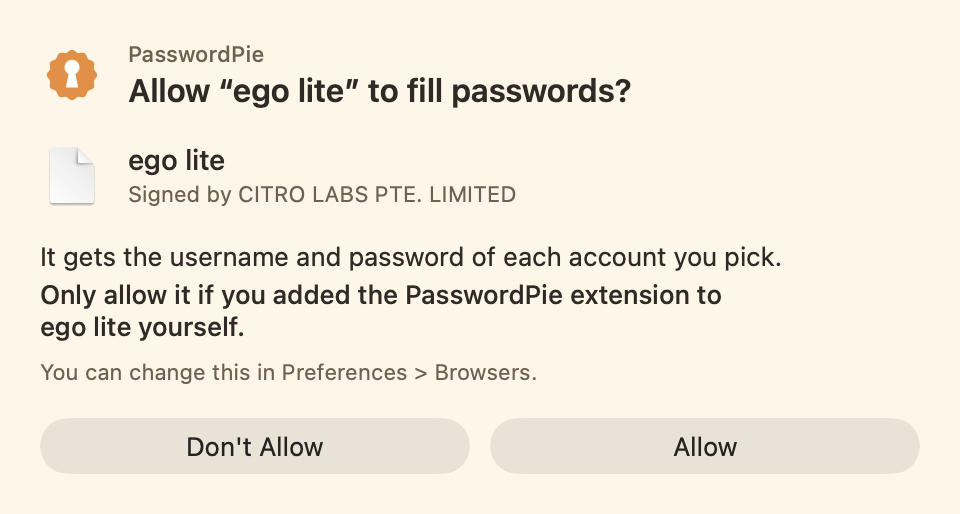 PasswordPie
Allow “ego lite” to fill passwords?
ego lite
Signed by CITRO LABS PTE. LIMITED
It gets the username and password of each account you pick.
Only allow it if you added the PasswordPie extension to
ego lite yourself.
You can change this in Preferences > Browsers.
Don't Allow
Allow